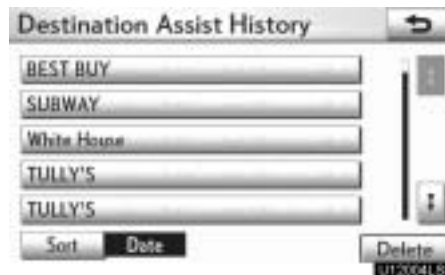 Destination Assist History
BEST BUY
SUBWAY
White House
TULLY'S
TULLY'S
Sort Date
Delete